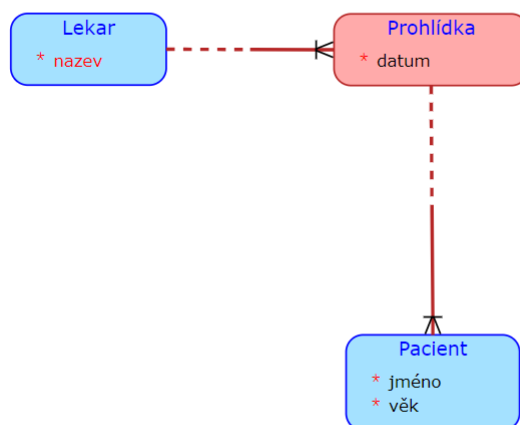 Lekar
* nazev
Prohlídka
* datum
Pacient
* jméno
* věk